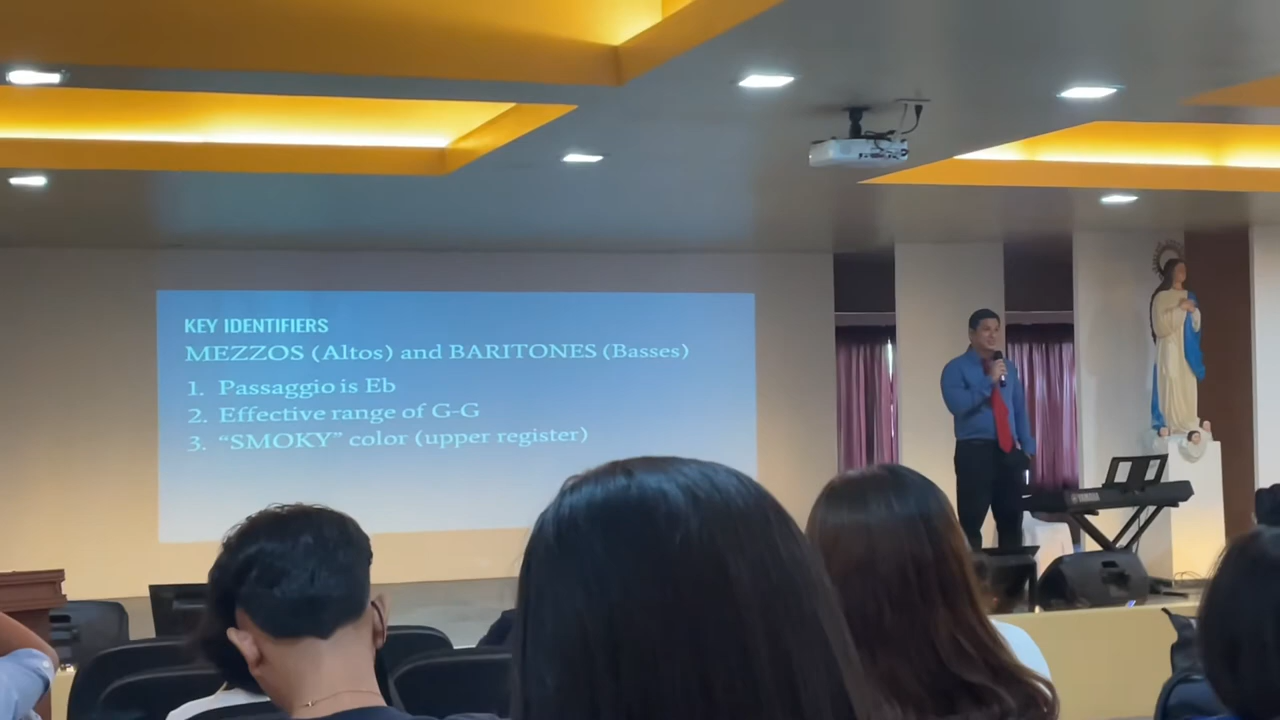 KEY IDENTIFIERS
MEZZOS (Altos) and BARITONES (Basses)
1. Passaggio is Eb
2. Effective range of G-G
3. “SMOKY” color (upper register)
YAMAHA